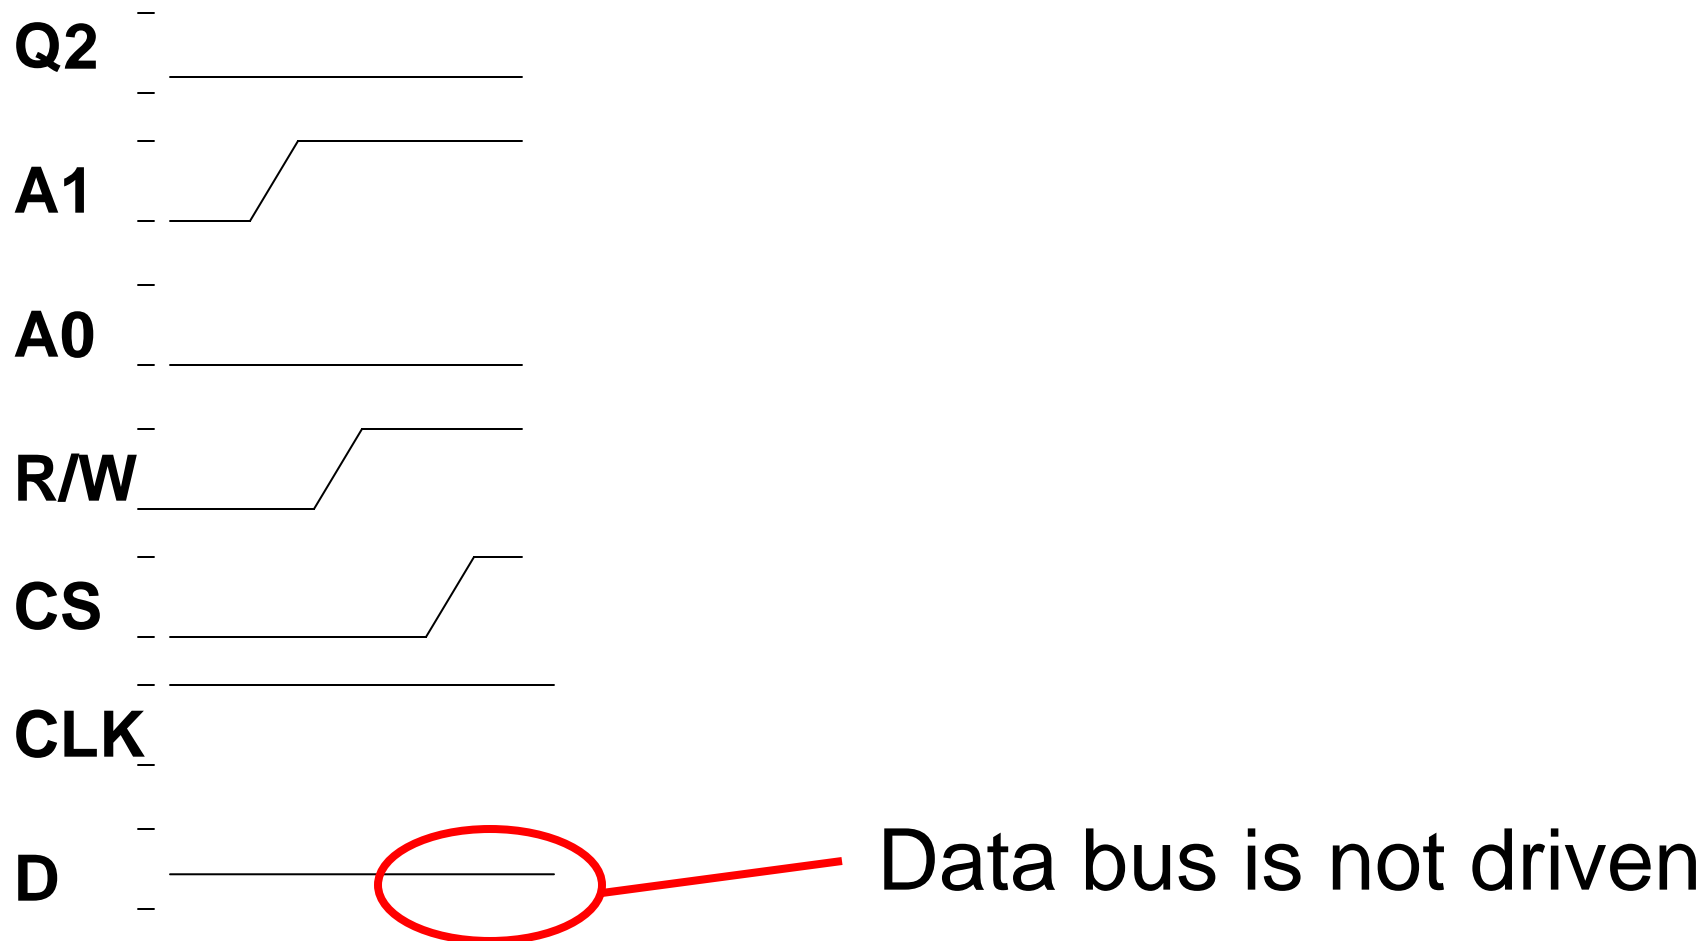 Q2
A1
A0
R/W
CS
CLK
D
Data bus is not driven